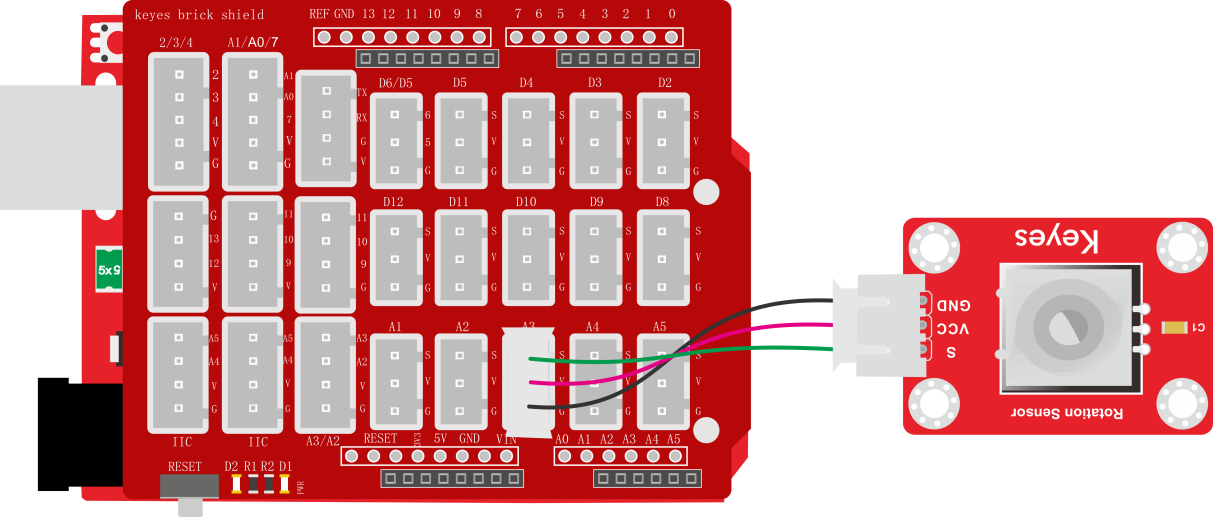 keyes brick shield
REF GND 13 12 11 10 9 8
7 6 5 4 3 2 1 0
2/3/4
A1/A0/7
2
3
4
V
G
A1
A0
7
V
G
TX
RX
G
V
D6/D5
6
5
G
D5
S
V
G
D4
S
V
G
D3
S
V
G
D2
S
V
G
G
13
12
V
11
10
9
V
11
10
9
G
D12
S
V
G
D11
S
V
G
D10
S
V
G
D9
S
V
G
D8
S
V
G
5x5
A5
A4
V
G
IIC
A5
A4
V
G
IIC
A3
A2
V
G
A3/A2
A1
S
V
G
A2
S
V
G
A3
S
V
G
A4
S
V
G
A5
S
V
G
RESET 3V3 5V GND VIN
A0 A1 A2 A3 A4 A5
RESET
D2 R1 R2 D1
PWR
Keyes
GND
VCC
S
C1
Rotation Sensor